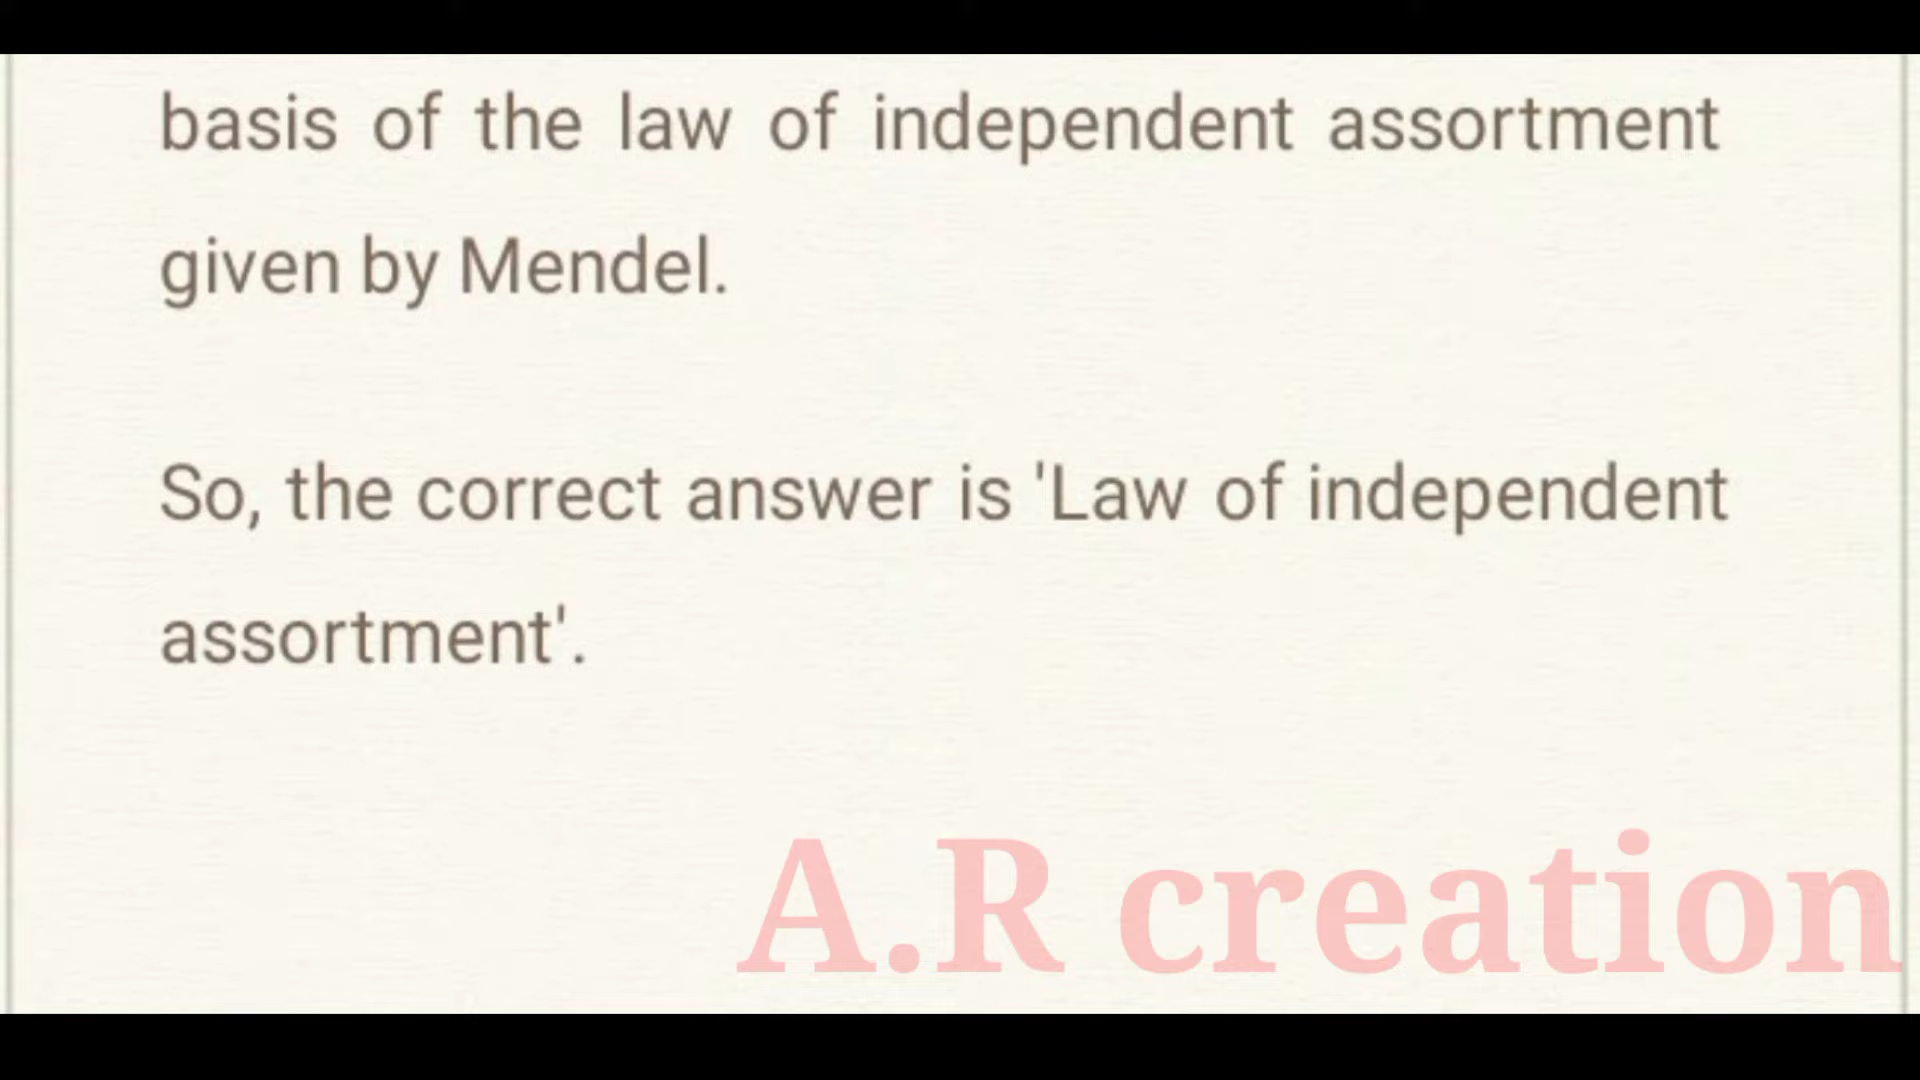 basis of the law of independent assortment
given by Mendel.
So, the correct answer is 'Law of independent
assortment'.
A.R creation